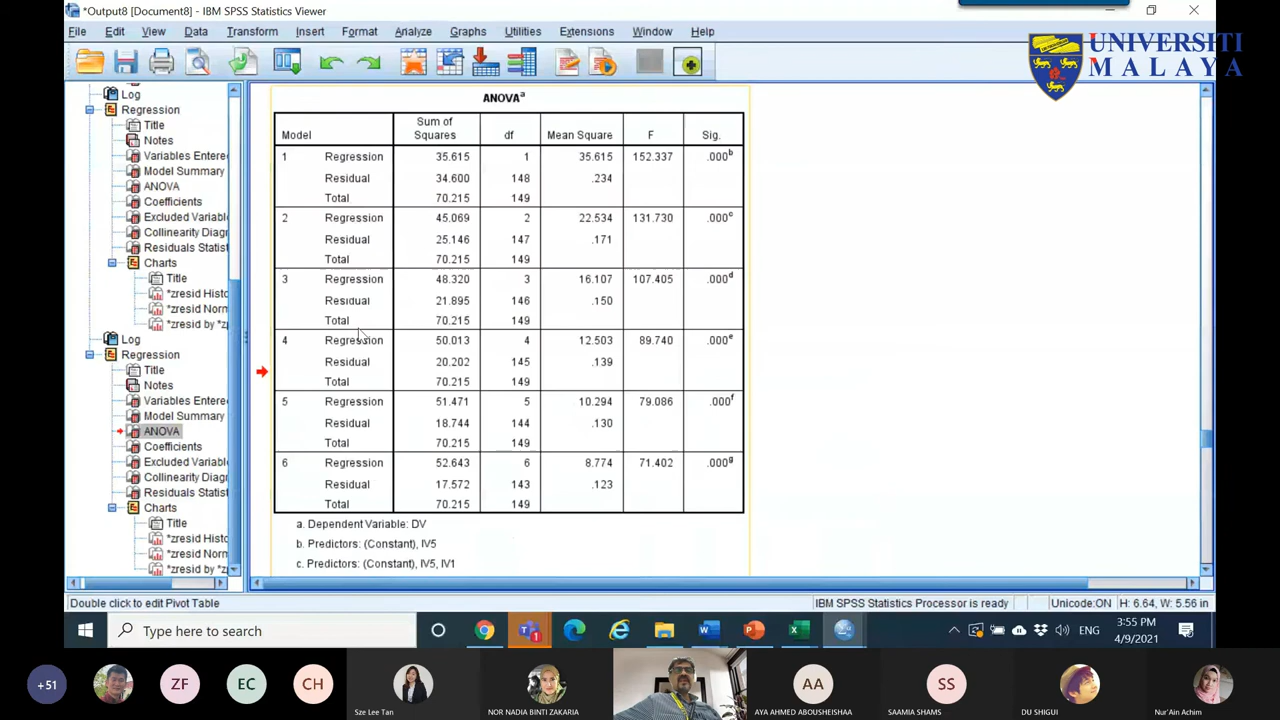 *Output8 [Document8] - IBM SPSS Statistics Viewer
File Edit View Data Transform Insert Format Analyze Graphs Utilities Extensions Window Help
UNIVERSITI
MALAYA
Log
Regression
Title
Notes
Variables Entere
Model Summary
ANOVA
Coefficients
Excluded Variabl
Collinearity Diagr
Residuals Statist
Charts
Title
*zresid Histo
*zresid Norm
*zresid by *z
Log
Regression
Title
Notes
Variables Entere
Model Summary
ANOVA
Coefficients
Excluded Variabl
Collinearity Diagr
Residuals Statist
Charts
Title
*zresid Histo
*zresid Norm
*zresid by *z
ANOVAa
Model Sum of Squares df Mean Square F Sig.
1 Regression 35.615 1 35.615 152.337 .000b
Residual 34.600 148 .234
Total 70.215 149
2 Regression 45.069 2 22.534 131.730 .000c
Residual 25.146 147 .171
Total 70.215 149
3 Regression 48.320 3 16.107 107.405 .000d
Residual 21.895 146 .150
Total 70.215 149
4 Regression 50.013 4 12.503 89.740 .000e
Residual 20.202 145 .139
Total 70.215 149
5 Regression 51.471 5 10.294 79.086 .000f
Residual 18.744 144 .130
Total 70.215 149
6 Regression 52.643 6 8.774 71.402 .000g
Residual 17.572 143 .123
Total 70.215 149
a. Dependent Variable: DV
b. Predictors: (Constant), IV5
c. Predictors: (Constant), IV5, IV1
Double click to edit Pivot Table IBM SPSS Statistics Processor is ready Unicode:ON H: 6.64, W: 5.56 in
Type here to search ENG 3:55 PM
4/9/2021
+51 ZF EC CH AA SS
Sze Lee Tan NOR NADIA BINTI ZAKARIA AYA AHMED ABOUSHEISHAA SAAMIA SHAMS DU SHIGUI Nur'Ain Achim